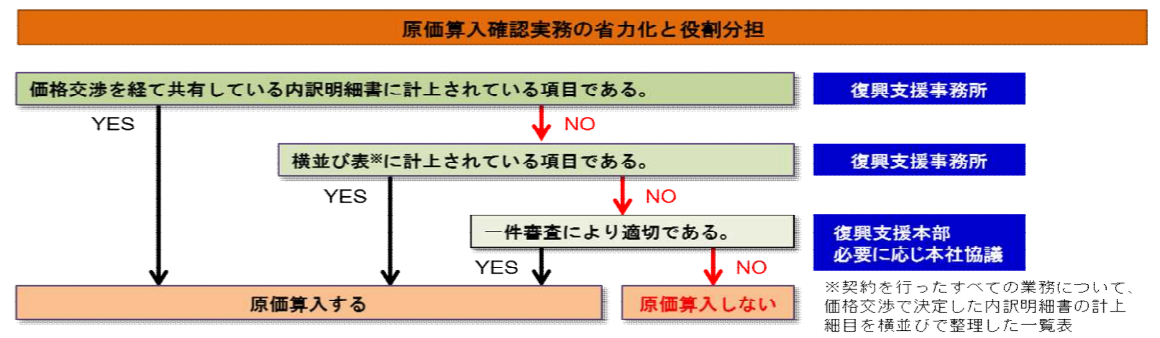 原価算入確認実務の省力化と役割分担
価格交渉を経て共有している内訳明細書に計上されている項目である。
復興支援事務所
YES
NO
横並び表※に計上されている項目である。
復興支援事務所
YES
NO
一件審査により適切である。
復興支援本部
必要に応じ本社協議
YES
NO
原価算入する
原価算入しない
※契約を行ったすべての業務について、
価格交渉で決定した内訳明細書の計上
細目を横並びで整理した一覧表